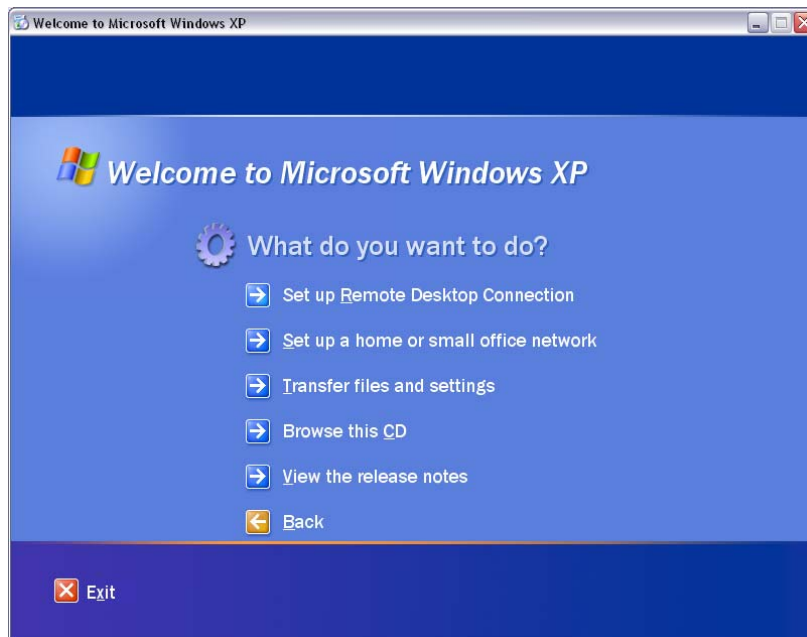 Welcome to Microsoft Windows XP
Welcome to Microsoft Windows XP
What do you want to do?
Set up Remote Desktop Connection
Set up a home or small office network
Transfer files and settings
Browse this CD
View the release notes
Back
Exit